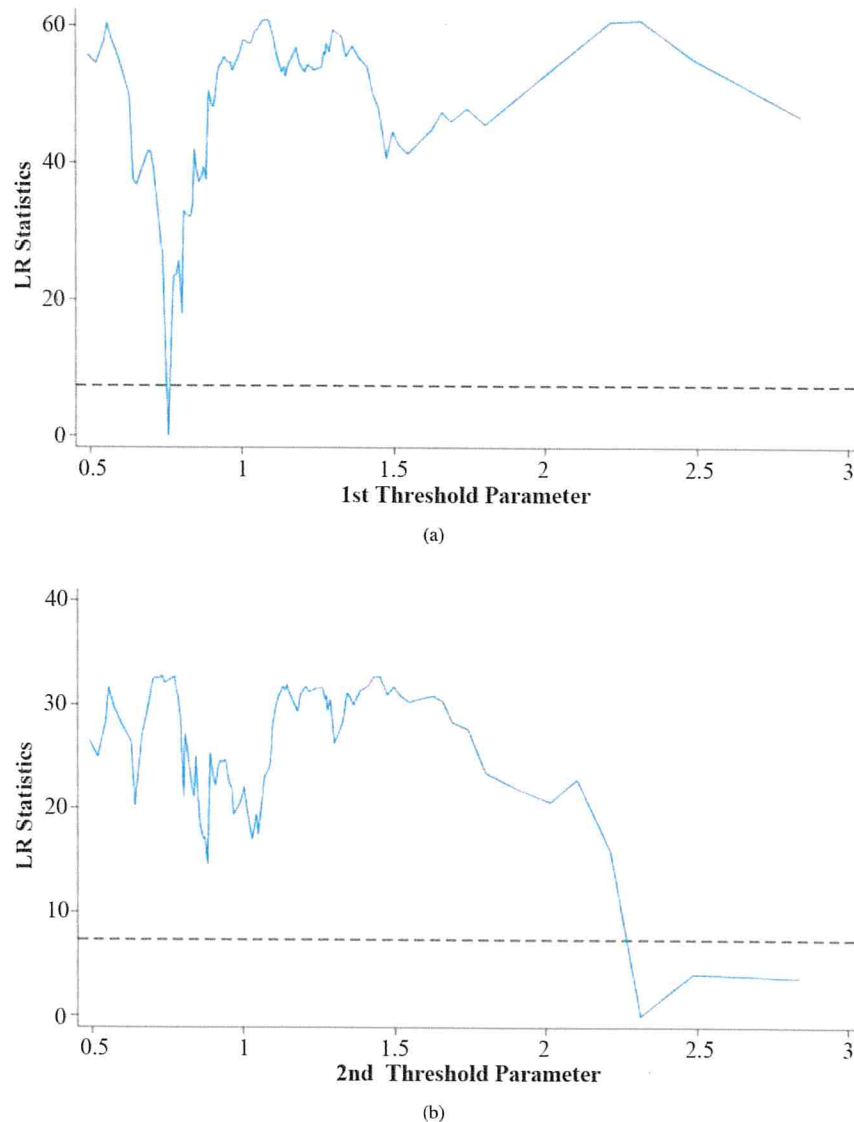 60
40
20
0
LR Statistics
0.5 1 1.5 2 2.5 3
1st Threshold Parameter
(a)
40
30
20
10
0
LR Statistics
0.5 1 1.5 2 2.5 3
2nd Threshold Parameter
(b)